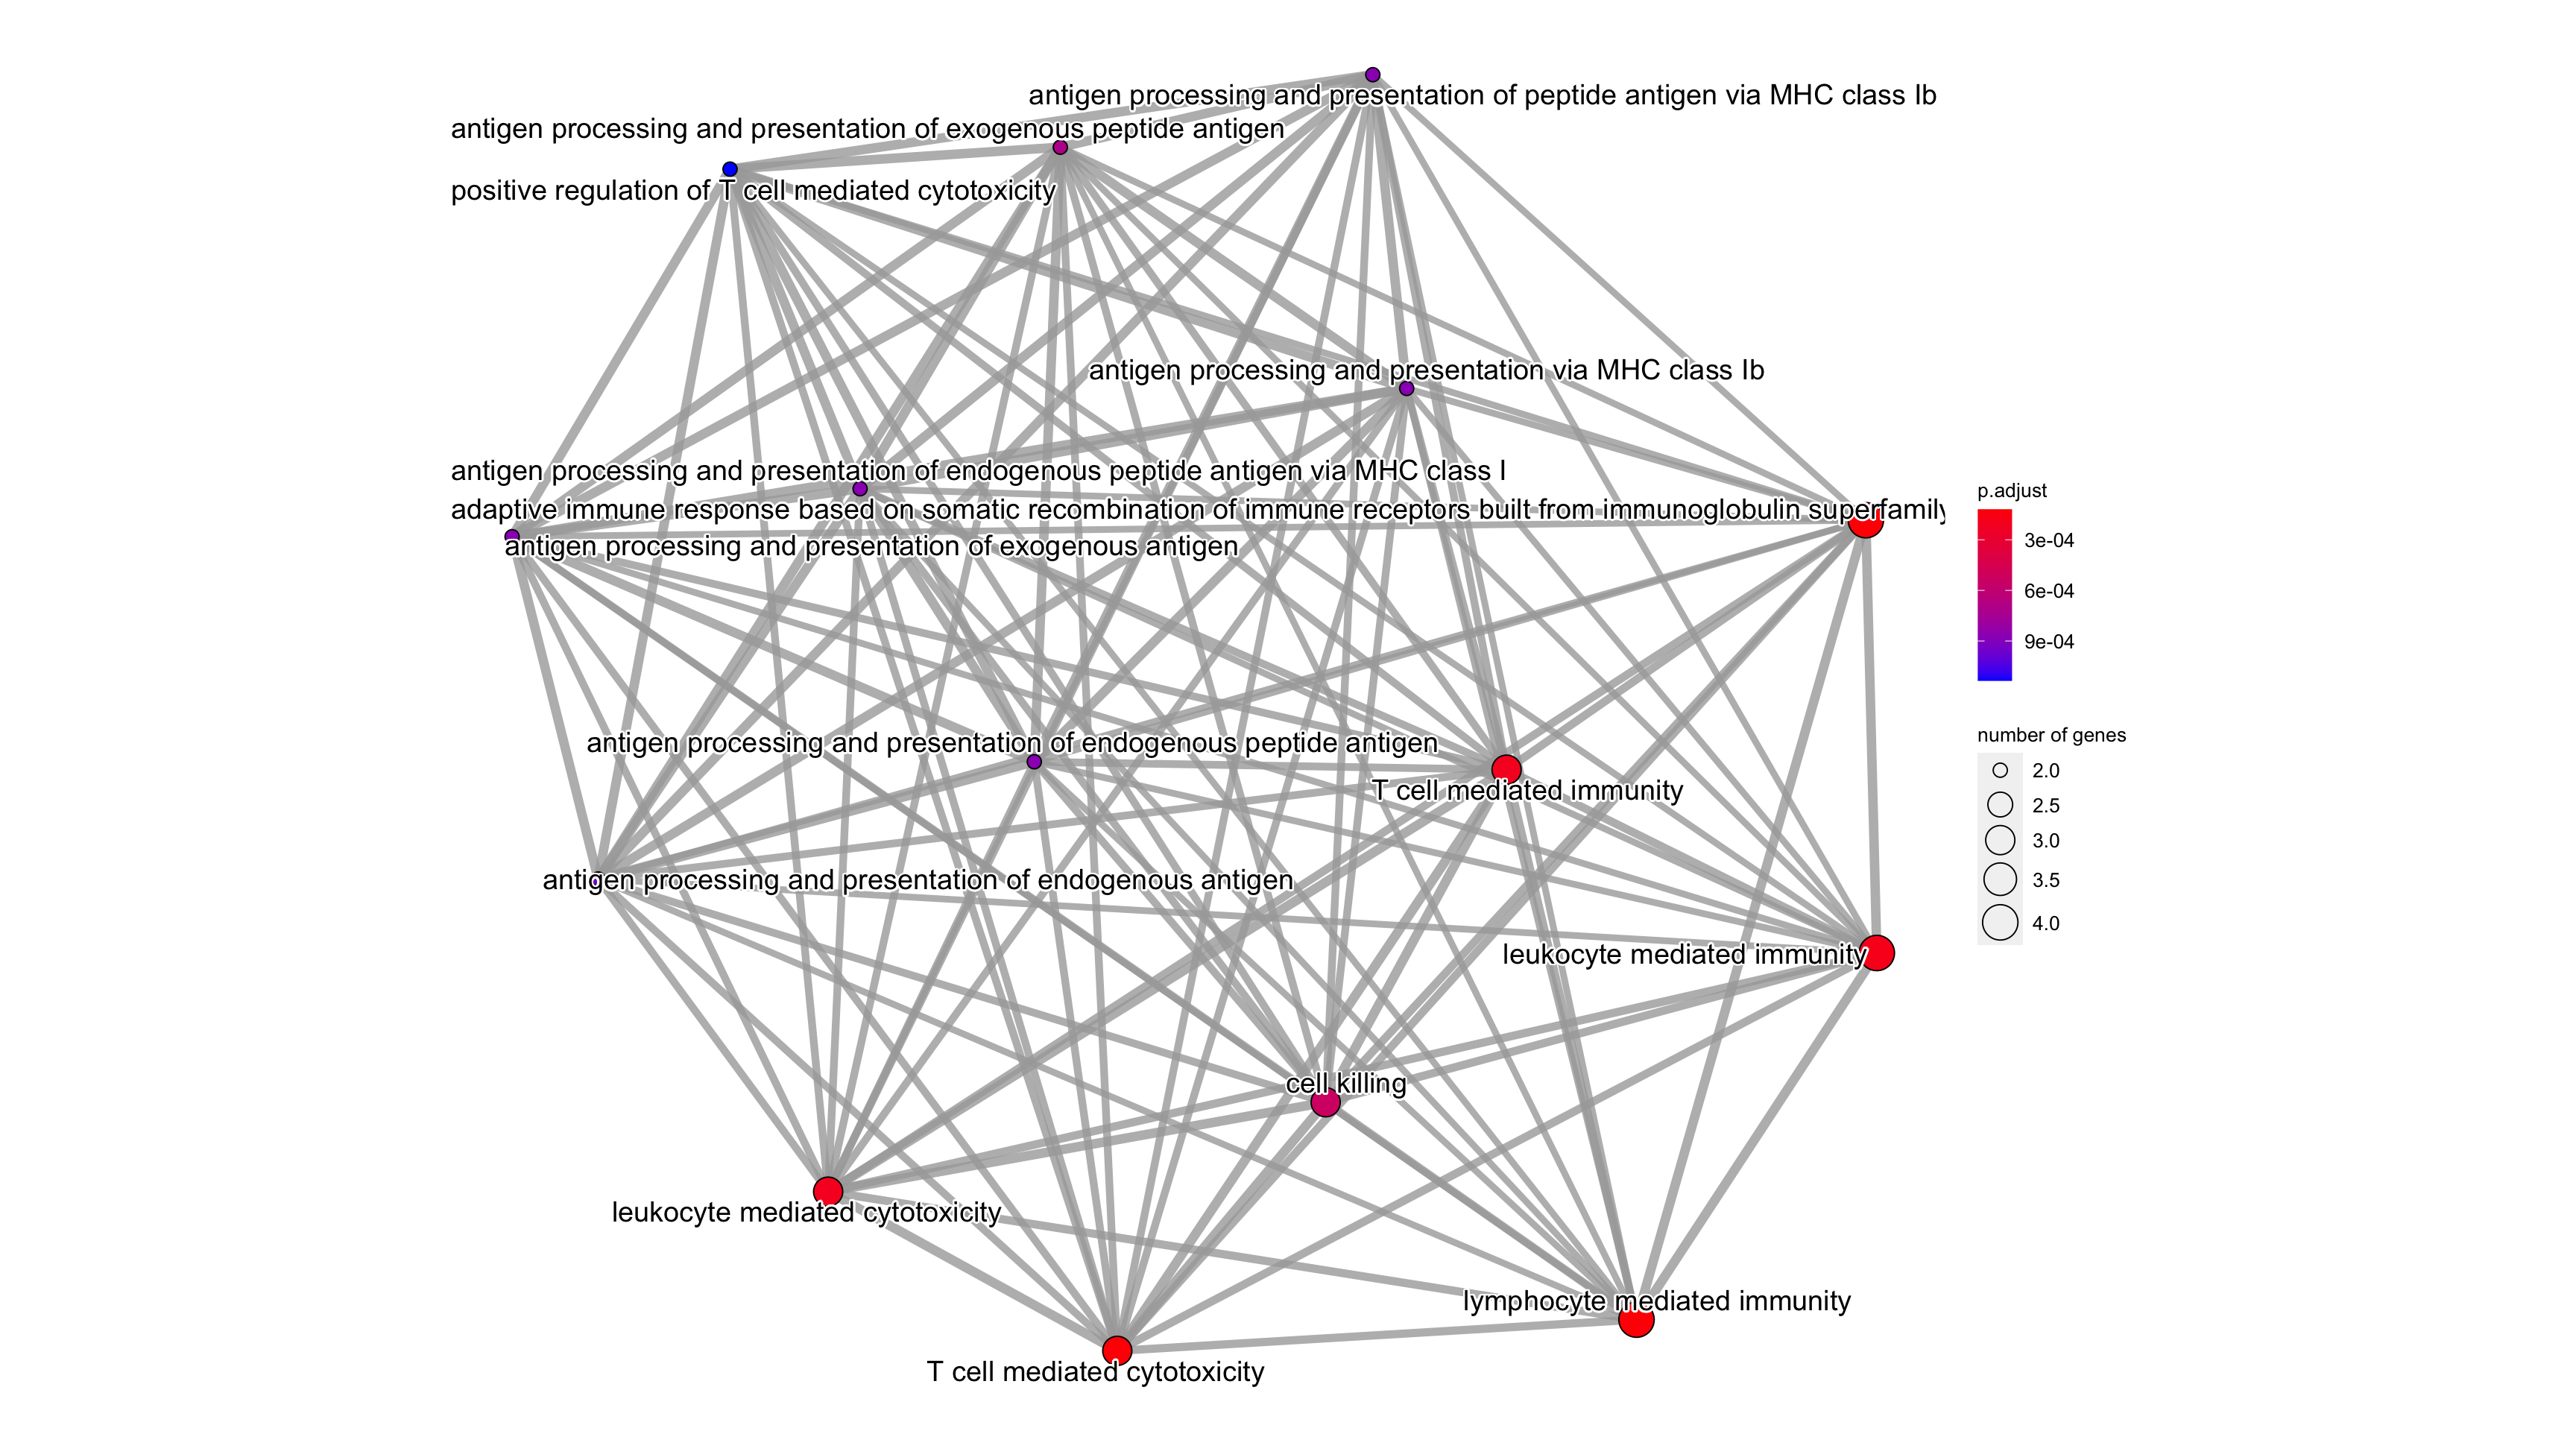 antigen processing and presentation of peptide antigen via MHC class Ib
antigen processing and presentation of exogenous peptide antigen
positive regulation of T cell mediated cytotoxicity
antigen processing and presentation via MHC class Ib
antigen processing and presentation of endogenous peptide antigen via MHC class I
adaptive immune response based on somatic recombination of immune receptors built from immunoglobulin superfamily
antigen processing and presentation of exogenous antigen
antigen processing and presentation of endogenous peptide antigen
T cell mediated immunity
antigen processing and presentation of endogenous antigen
leukocyte mediated immunity
cell killing
leukocyte mediated cytotoxicity
lymphocyte mediated immunity
T cell mediated cytotoxicity
p.adjust
3e-04
6e-04
9e-04
number of genes
2.0
2.5
3.0
3.5
4.0